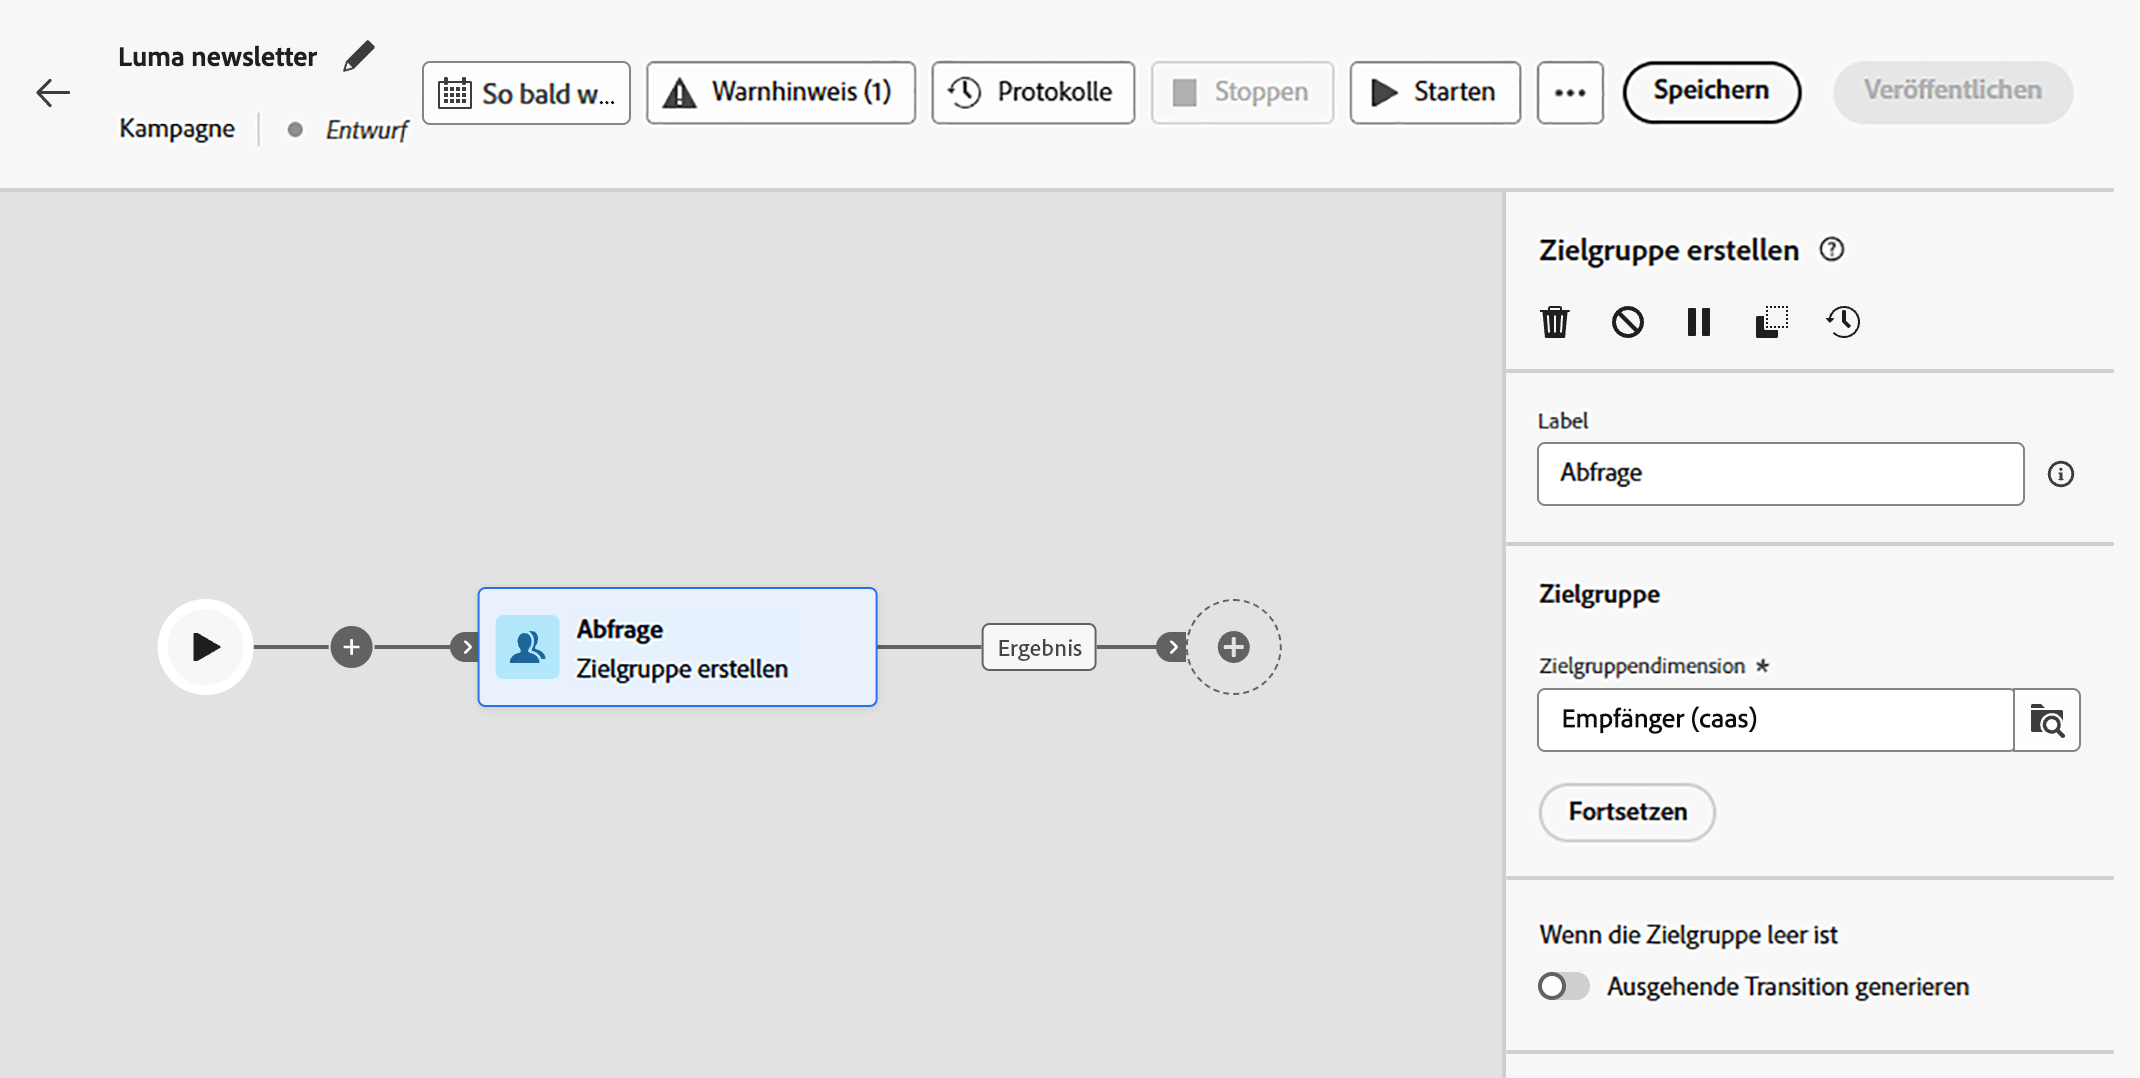 Luma newsletter
Kampagne
Entwurf
So bald w...
Warnhinweis (1)
Protokolle
Stoppen
Starten
Speichern
Veröffentlichen
Abfrage
Zielgruppe erstellen
Ergebnis
Zielgruppe erstellen
Label
Abfrage
Zielgruppe
Zielgruppendimension *
Empfänger (caas)
Fortsetzen
Wenn die Zielgruppe leer ist
Ausgehende Transition generieren